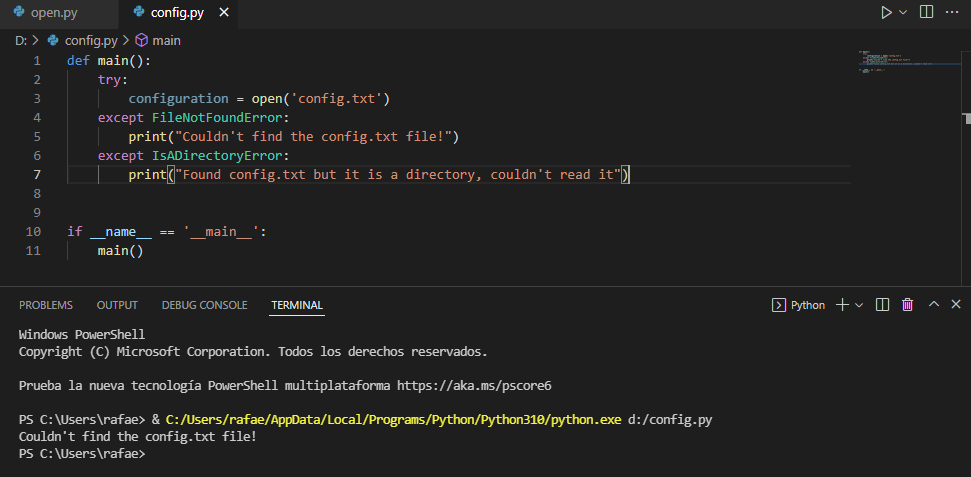 open.py config.py
D: > config.py > main
1 def main():
2     try:
3         configuration = open('config.txt')
4     except FileNotFoundError:
5         print("Couldn't find the config.txt file!")
6     except IsADirectoryError:
7         print("Found config.txt but it is a directory, couldn't read it")
8
9
10 if __name__ == '__main__':
11     main()
PROBLEMS OUTPUT DEBUG CONSOLE TERMINAL Python
Windows PowerShell
Copyright (C) Microsoft Corporation. Todos los derechos reservados.
Prueba la nueva tecnología PowerShell multiplataforma https://aka.ms/pscore6
PS C:\Users\rafae> & C:/Users/rafae/AppData/Local/Programs/Python/Python310/python.exe d:/config.py
Couldn't find the config.txt file!
PS C:\Users\rafae>